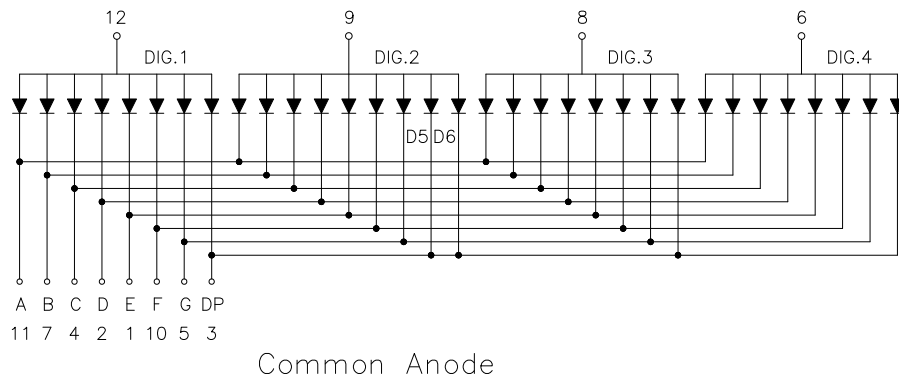 12 9 8 6
DIG.1 DIG.2 DIG.3 DIG.4
D5 D6
A B C D E F G DP
11 7 4 2 1 10 5 3
Common Anode